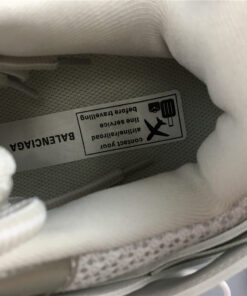 BALENCIAGA
contact your
airline/railroad
line service
before travelling